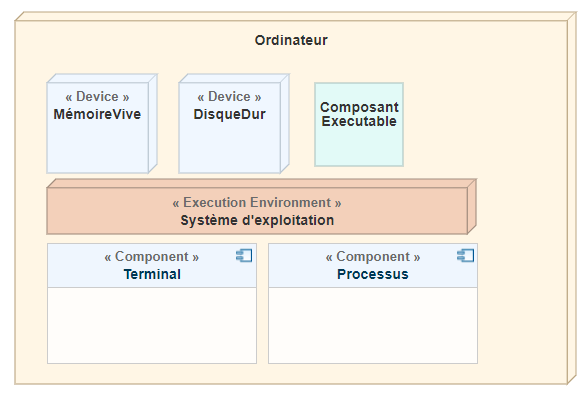 Ordinateur
« Device »
MémoireVive
« Device »
DisqueDur
Composant
Executable
« Execution Environment »
Système d'exploitation
« Component »
Terminal
« Component »
Processus